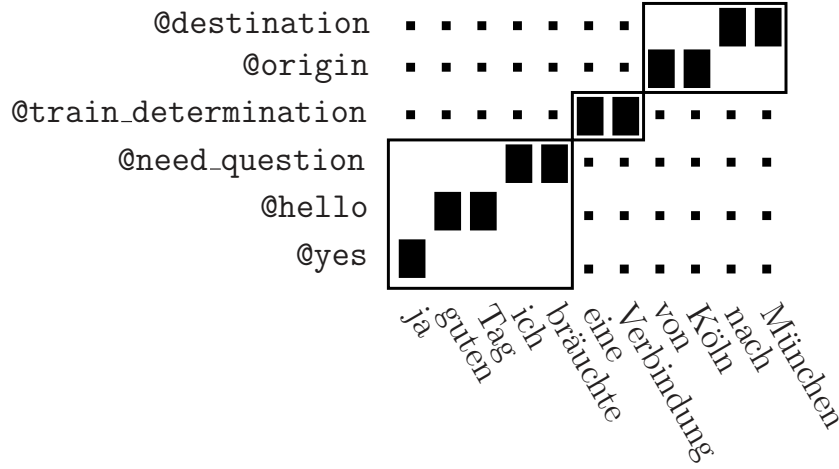 @destination
@origin
@train_determination
@need_question
@hello
@yes
ja
guten
Tag
ich
bräuchte
eine
Verbindung
von
Köln
nach
München